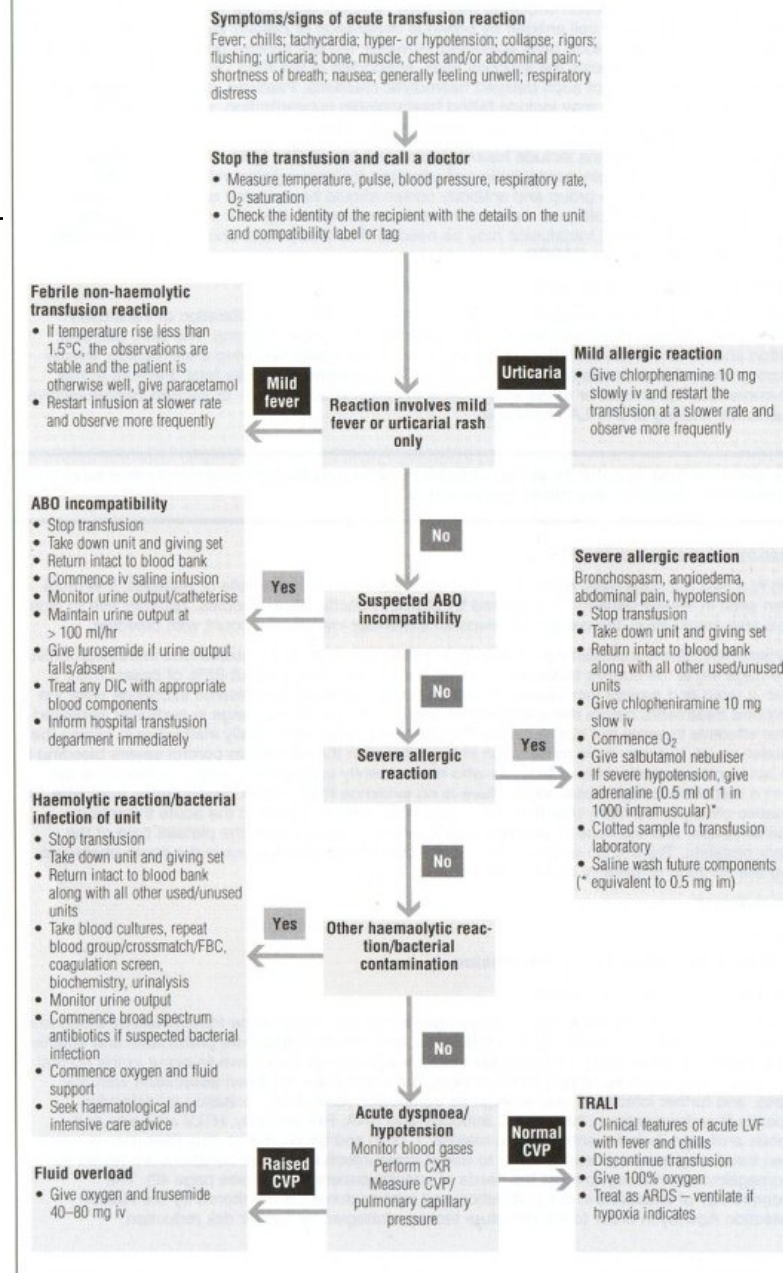 Symptoms/signs of acute transfusion reaction
Fever; chills; tachycardia; hyper- or hypotension; collapse; rigors;
flushing; urticaria; bone, muscle, chest and/or abdominal pain;
shortness of breath; nausea; generally feeling unwell; respiratory
distress
Stop the transfusion and call a doctor
• Measure temperature, pulse, blood pressure, respiratory rate,
O2 saturation
• Check the identity of the recipient with the details on the unit
and compatibility label or tag
Febrile non-haemolytic
transfusion reaction
• If temperature rise less than
1.5°C, the observations are
stable and the patient is
otherwise well, give paracetamol
• Restart infusion at slower rate
and observe more frequently
Mild
fever
Reaction involves mild
fever or urticarial rash
only
Urticaria
Mild allergic reaction
• Give chlorphenamine 10 mg
slowly iv and restart the
transfusion at a slower rate and
observe more frequently
No
ABO incompatibility
• Stop transfusion
• Take down unit and giving set
• Return intact to blood bank
• Commence iv saline infusion
• Monitor urine output/catheterise
• Maintain urine output at
> 100 ml/hr
• Give furosemide if urine output
falls/absent
• Treat any DIC with appropriate
blood components
• Inform hospital transfusion
department immediately
Yes
Suspected ABO
incompatibility
No
Severe allergic
reaction
Yes
Severe allergic reaction
Bronchospasm, angioedema,
abdominal pain, hypotension
• Stop transfusion
• Take down unit and giving set
• Return intact to blood bank
along with all other used/unused
units
• Give chlopheniramine 10 mg
slow iv
• Commence O2
• Give salbutamol nebuliser
• If severe hypotension, give
adrenaline (0.5 ml of 1 in
1000 intramuscular)*
• Clotted sample to transfusion
laboratory
• Saline wash future components
(* equivalent to 0.5 mg im)
No
Haemolytic reaction/bacterial
infection of unit
• Stop transfusion
• Take down unit and giving set
• Return intact to blood bank
along with all other used/unused
units
• Take blood cultures, repeat
blood group/crossmatch/FBC,
coagulation screen,
biochemistry, urinalysis
• Monitor urine output
• Commence broad spectrum
antibiotics if suspected bacterial
infection
• Commence oxygen and fluid
support
• Seek haematological and
intensive care advice
Yes
Other haemaolytic reac-
tion/bacterial
contamination
No
Acute dyspnoea/
hypotension
Monitor blood gases
Perform CXR
Measure CVP/
pulmonary capillary
pressure
Raised
CVP
Fluid overload
• Give oxygen and frusemide
40–80 mg iv
Normal
CVP
TRALI
• Clinical features of acute LVF
with fever and chills
• Discontinue transfusion
• Give 100% oxygen
• Treat as ARDS – ventilate if
hypoxia indicates